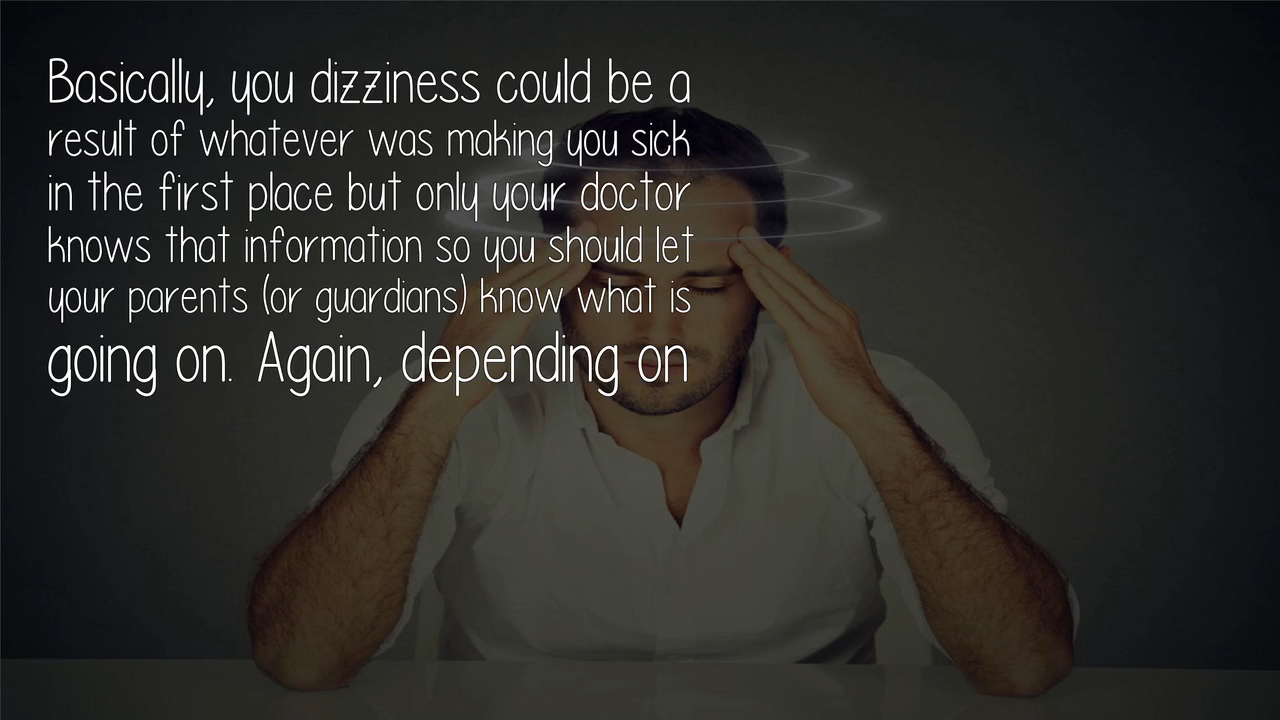 Basically, you dizziness could be a
result of whatever was making you sick
in the first place but only your doctor
knows that information so you should let
your parents (or guardians) know what is
going on. Again, depending on